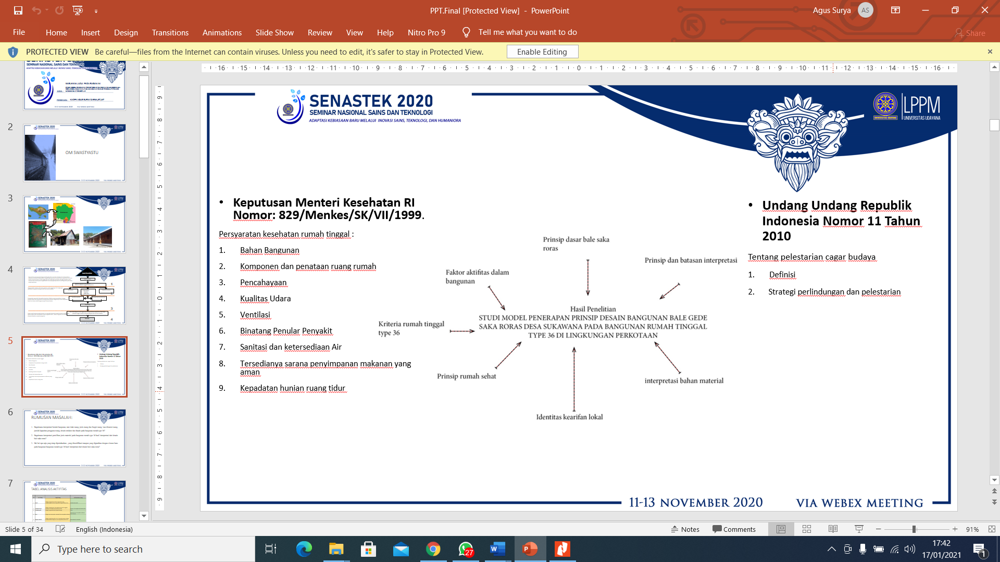 PPT.Final [Protected View] - PowerPoint
Agus Surya
AS
File
Home
Insert
Design
Transitions
Animations
Slide Show
Review
View
Help
Nitro Pro 9
Tell me what you want to do
Share
PROTECTED VIEW Be careful—files from the Internet can contain viruses. Unless you need to edit, it's safer to stay in Protected View.
Enable Editing
2
OM SWASTYASTU
3
4
5
6
RUMUSAN MASALAH:
7
TABEL ANALISIS AKTIFITAS
SENASTEK 2020
SEMINAR NASIONAL SAINS DAN TEKNOLOGI
ADAPTASI KEBIASAAN BARU MELALUI INOVASI SAINS, TEKNOLOGI, DAN HUMANIORA
LPPM
UNIVERSITAS UDAYANA
• Keputusan Menteri Kesehatan RI
Nomor: 829/Menkes/SK/VII/1999.
Persyaratan kesehatan rumah tinggal :
1. Bahan Bangunan
2. Komponen dan penataan ruang rumah
3. Pencahayaan
4. Kualitas Udara
5. Ventilasi
6. Binatang Penular Penyakit
7. Sanitasi dan ketersediaan Air
8. Tersedianya sarana penyimpanan makanan yang
aman
9. Kepadatan hunian ruang tidur
Prinsip dasar bale saka
roras
Prinsip dan batasan interpretasi
Faktor aktifitas dalam
bangunan
Hasil Penelitian
STUDI MODEL PENERAPAN PRINSIP DESAIN BANGUNAN BALE GEDE
SAKA RORAS DESA SUKAWANA PADA BANGUNAN RUMAH TINGGAL
TYPE 36 DI LINGKUNGAN PERKOTAAN
Kriteria rumah tinggal
type 36
Prinsip rumah sehat
interpretasi bahan material
Identitas kearifan lokal
• Undang Undang Republik
Indonesia Nomor 11 Tahun
2010
Tentang pelestarian cagar budaya
1. Definisi
2. Strategi perlindungan dan pelestarian
11-13 NOVEMBER 2020
VIA WEBEX MEETING
Slide 5 of 34
English (Indonesia)
Notes
Comments
91%
Type here to search
27
17:42
17/01/2021
1